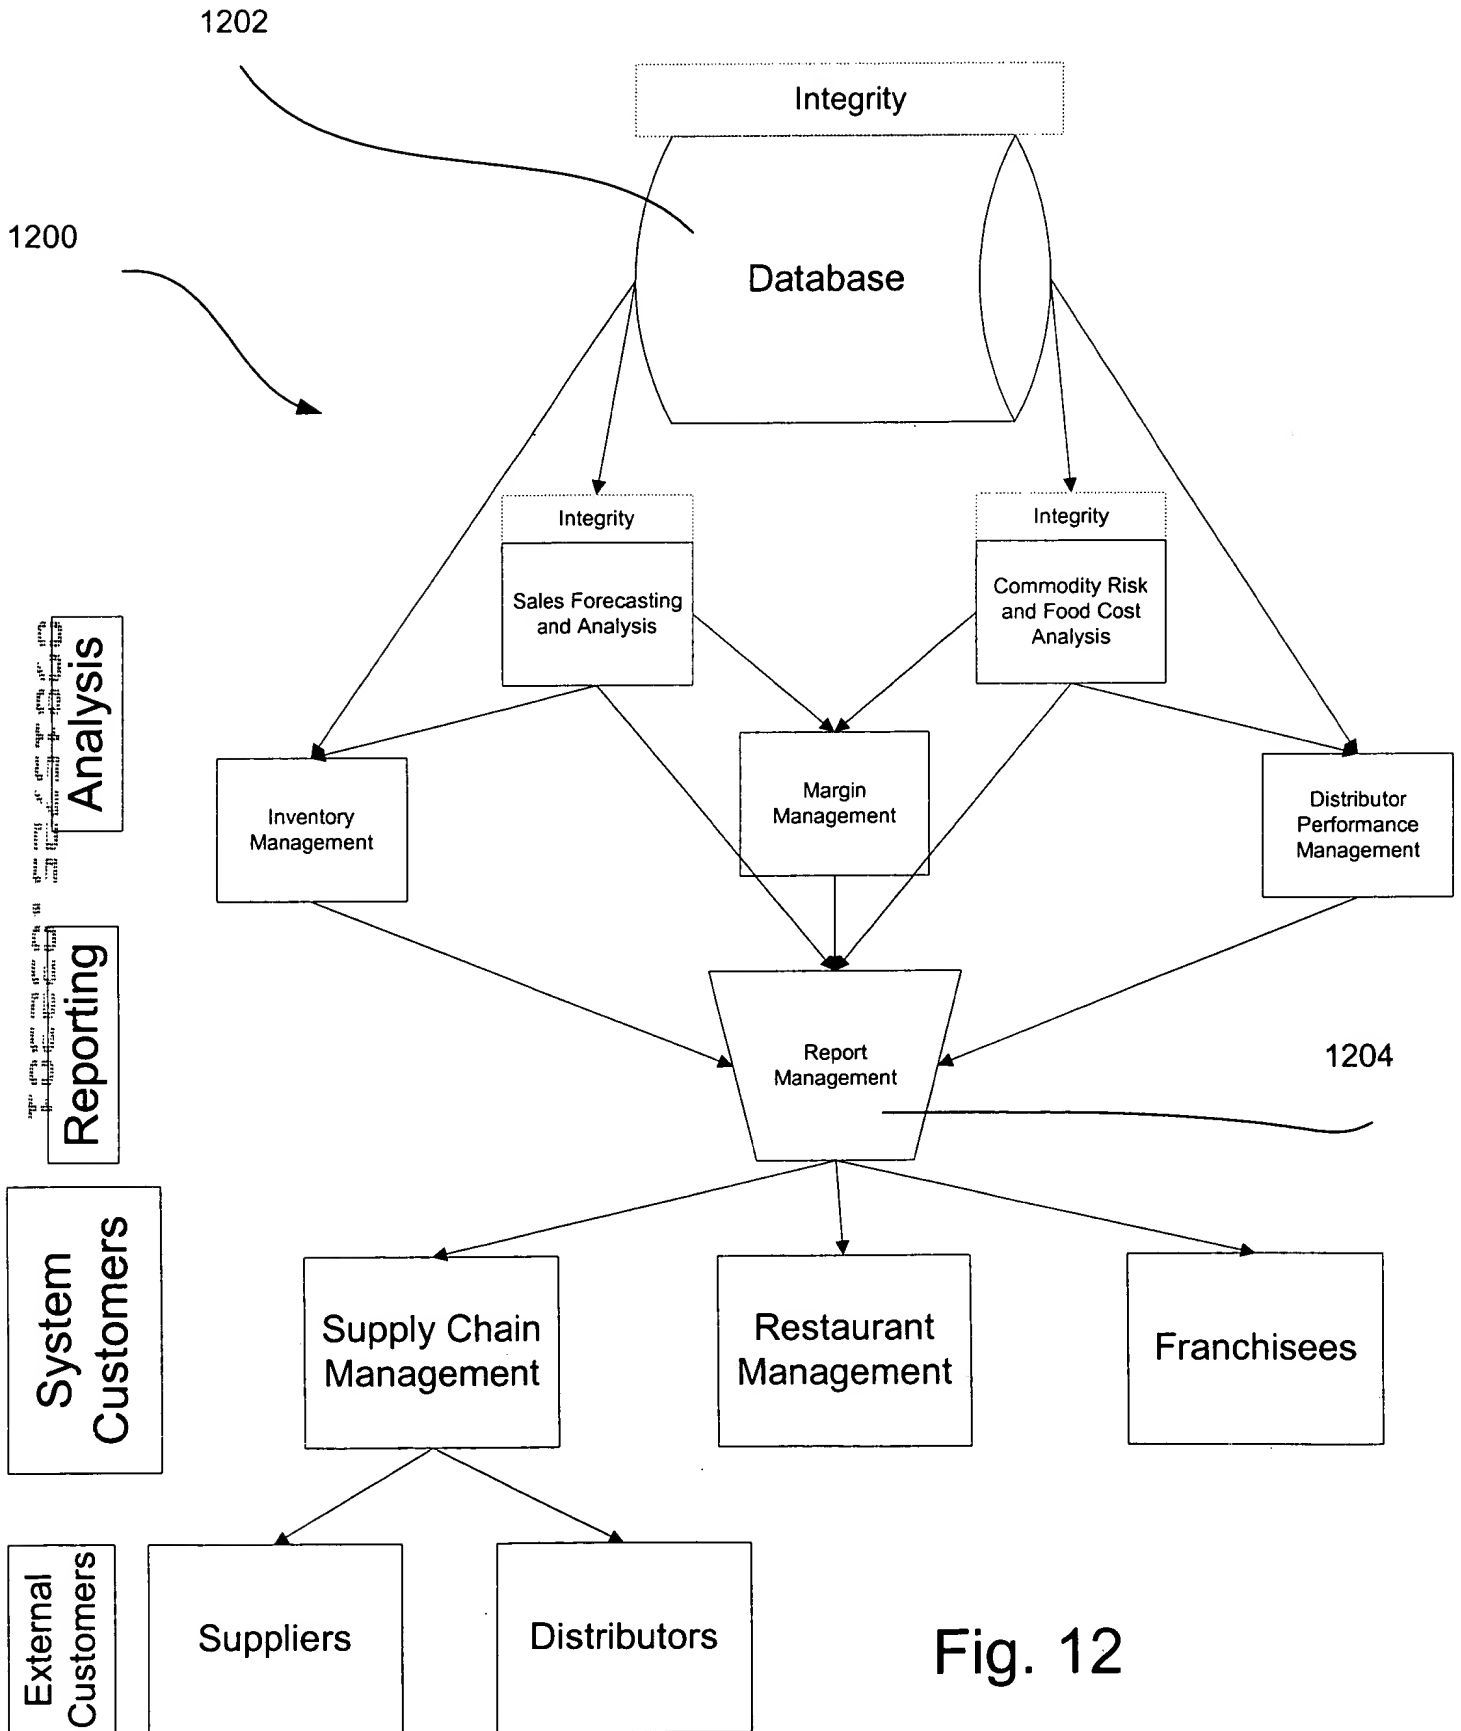 1202
Integrity
1200
Database
Integrity
Integrity
Sales Forecasting
and Analysis
Commodity Risk
and Food Cost
Analysis
Analysis
Inventory
Management
Margin
Management
Distributor
Performance
Management
Reporting
Report
Management
1204
System
Customers
Supply Chain
Management
Restaurant
Management
Franchisees
External
Customers
Suppliers
Distributors
Fig. 12